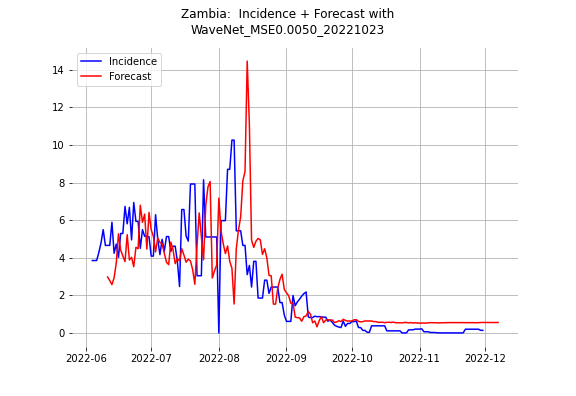 Zambia:  Incidence + Forecast with
WaveNet_MSE0.0050_20221023
Incidence
Forecast
14
12
10
8
6
4
2
0
2022-06 2022-07 2022-08 2022-09 2022-10 2022-11 2022-12